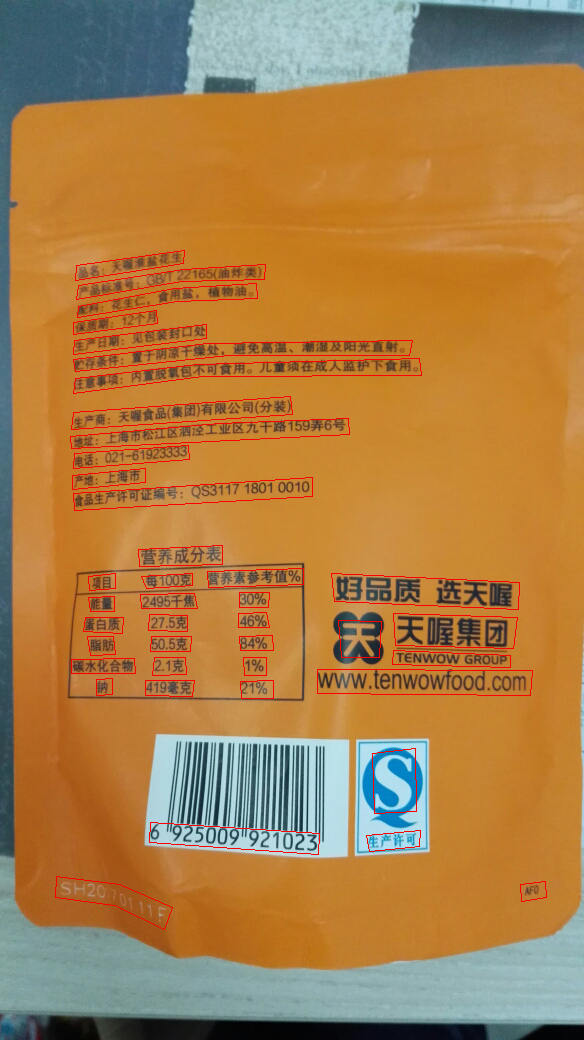 品名：天喔淮盐花生
产品标准号：GB/T 22165(油炸类)
配料：花生仁，食用盐，植物油。
保质期：12个月
生产日期：见包装封口处
贮存条件：置于阴凉干燥处，避免高温、潮湿及阳光直射。
注意事项：内置脱氧包不可食用。儿童须在成人监护下食用。
生产商：天喔食品(集团)有限公司(分装)
地址：上海市松江区泗泾工业区九干路159弄6号
电话：021-61923333
产地：上海市
食品生产许可证编号：QS3117 1801 0010
营养成分表
项目 每100克 营养素参考值%
能量 2495千焦 30%
蛋白质 27.5克 46%
脂肪 50.5克 84%
碳水化合物 2.1克 1%
钠 419毫克 21%
好品质 选天喔
天 天喔集团
TENWOW GROUP
www.tenwowfood.com
6 925009 921023
S
生产许可
SH20170111F
AF0